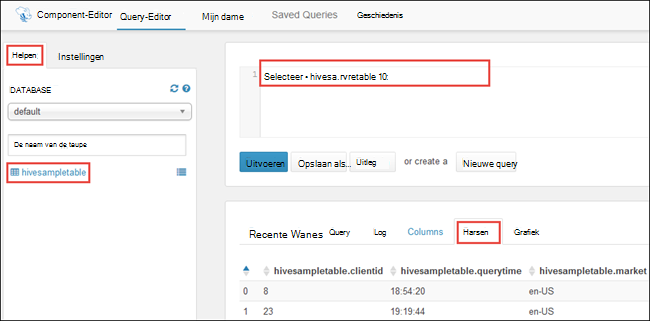 Component-Editor Query-Editor Mijn dame Saved Queries Geschiedenis
Helpen Instellingen
DATABASE
default
De naam van de taupe
hivesampletable
1 Selecteer • hivesa.rvretable 10:
Uitvoeren Opslaan als... Uitleg or create a Nieuwe query
Recente Wanes Query Log Columns Harsen Grafiek
hivesampletable.clientid hivesampletable.querytime hivesampletable.market
0 8 18:54:20 en-US
1 23 19:19:44 en-US